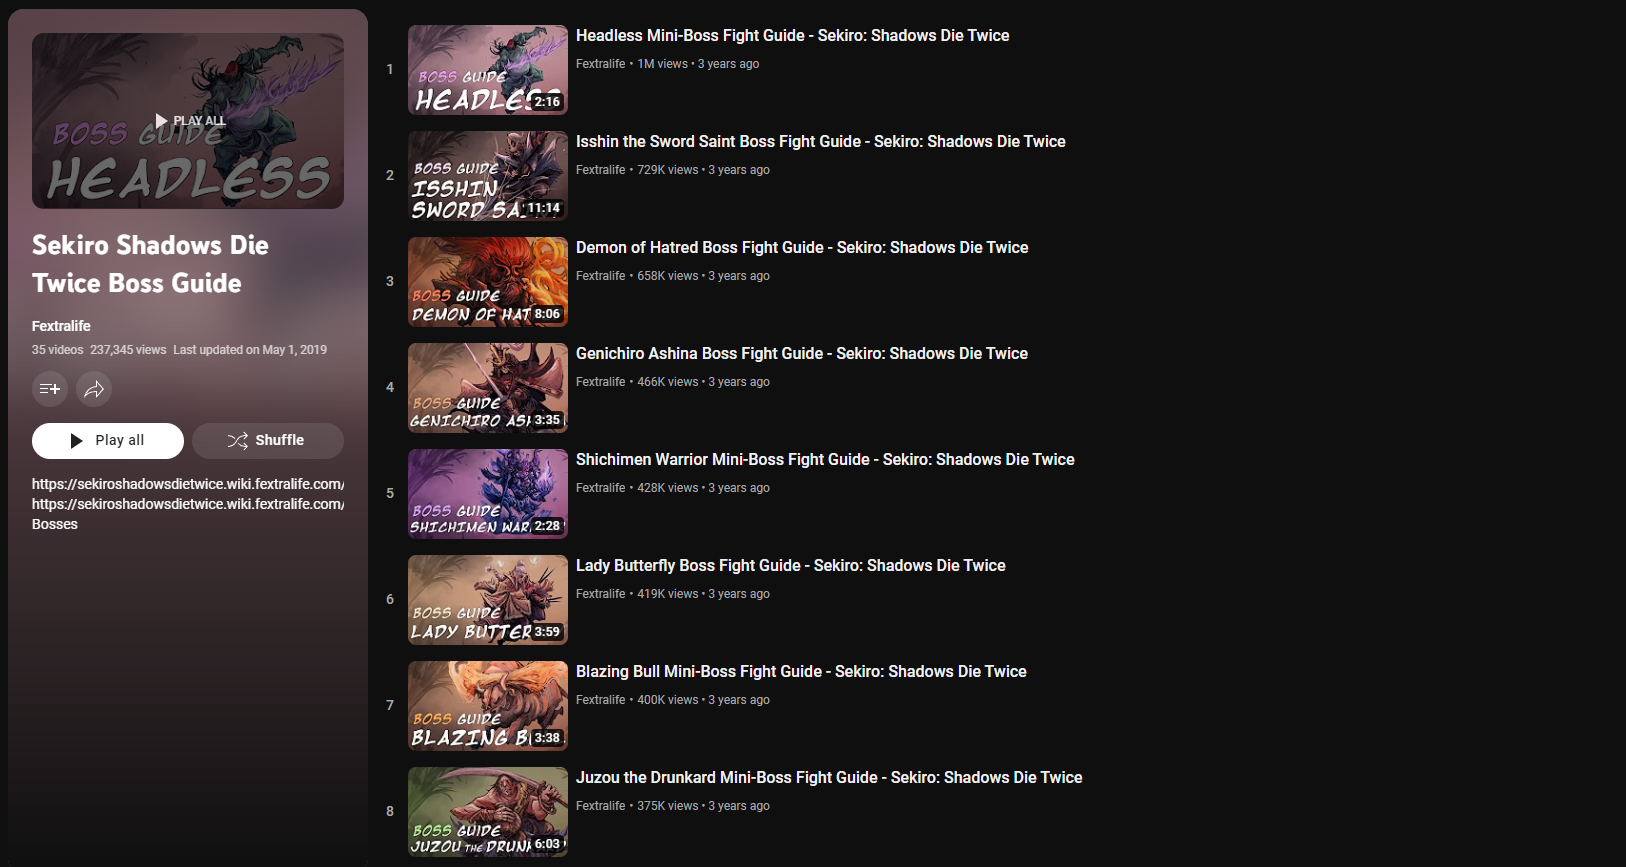 BOSS GUIDE
HEADLESS
PLAY ALL
Sekiro Shadows Die
Twice Boss Guide
Fextralife
35 videos 237,345 views Last updated on May 1, 2019
Play all
Shuffle
https://sekiroshadowsdietwice.wiki.fextralife.com/
https://sekiroshadowsdietwice.wiki.fextralife.com/
Bosses
1
BOSS GUIDE
HEADLESS
2:16
Headless Mini-Boss Fight Guide - Sekiro: Shadows Die Twice
Fextralife • 1M views • 3 years ago
2
BOSS GUIDE
ISSHIN
SWORD SA
11:14
Isshin the Sword Saint Boss Fight Guide - Sekiro: Shadows Die Twice
Fextralife • 729K views • 3 years ago
3
BOSS GUIDE
DEMON OF HAT
8:06
Demon of Hatred Boss Fight Guide - Sekiro: Shadows Die Twice
Fextralife • 658K views • 3 years ago
4
BOSS GUIDE
GENICHIRO ASH
3:35
Genichiro Ashina Boss Fight Guide - Sekiro: Shadows Die Twice
Fextralife • 466K views • 3 years ago
5
BOSS GUIDE
SHICHIMEN WAR
2:28
Shichimen Warrior Mini-Boss Fight Guide - Sekiro: Shadows Die Twice
Fextralife • 428K views • 3 years ago
6
BOSS GUIDE
LADY BUTTER
3:59
Lady Butterfly Boss Fight Guide - Sekiro: Shadows Die Twice
Fextralife • 419K views • 3 years ago
7
BOSS GUIDE
BLAZING B
3:38
Blazing Bull Mini-Boss Fight Guide - Sekiro: Shadows Die Twice
Fextralife • 400K views • 3 years ago
8
BOSS GUIDE
JUZOU THE DRUN
6:03
Juzou the Drunkard Mini-Boss Fight Guide - Sekiro: Shadows Die Twice
Fextralife • 375K views • 3 years ago